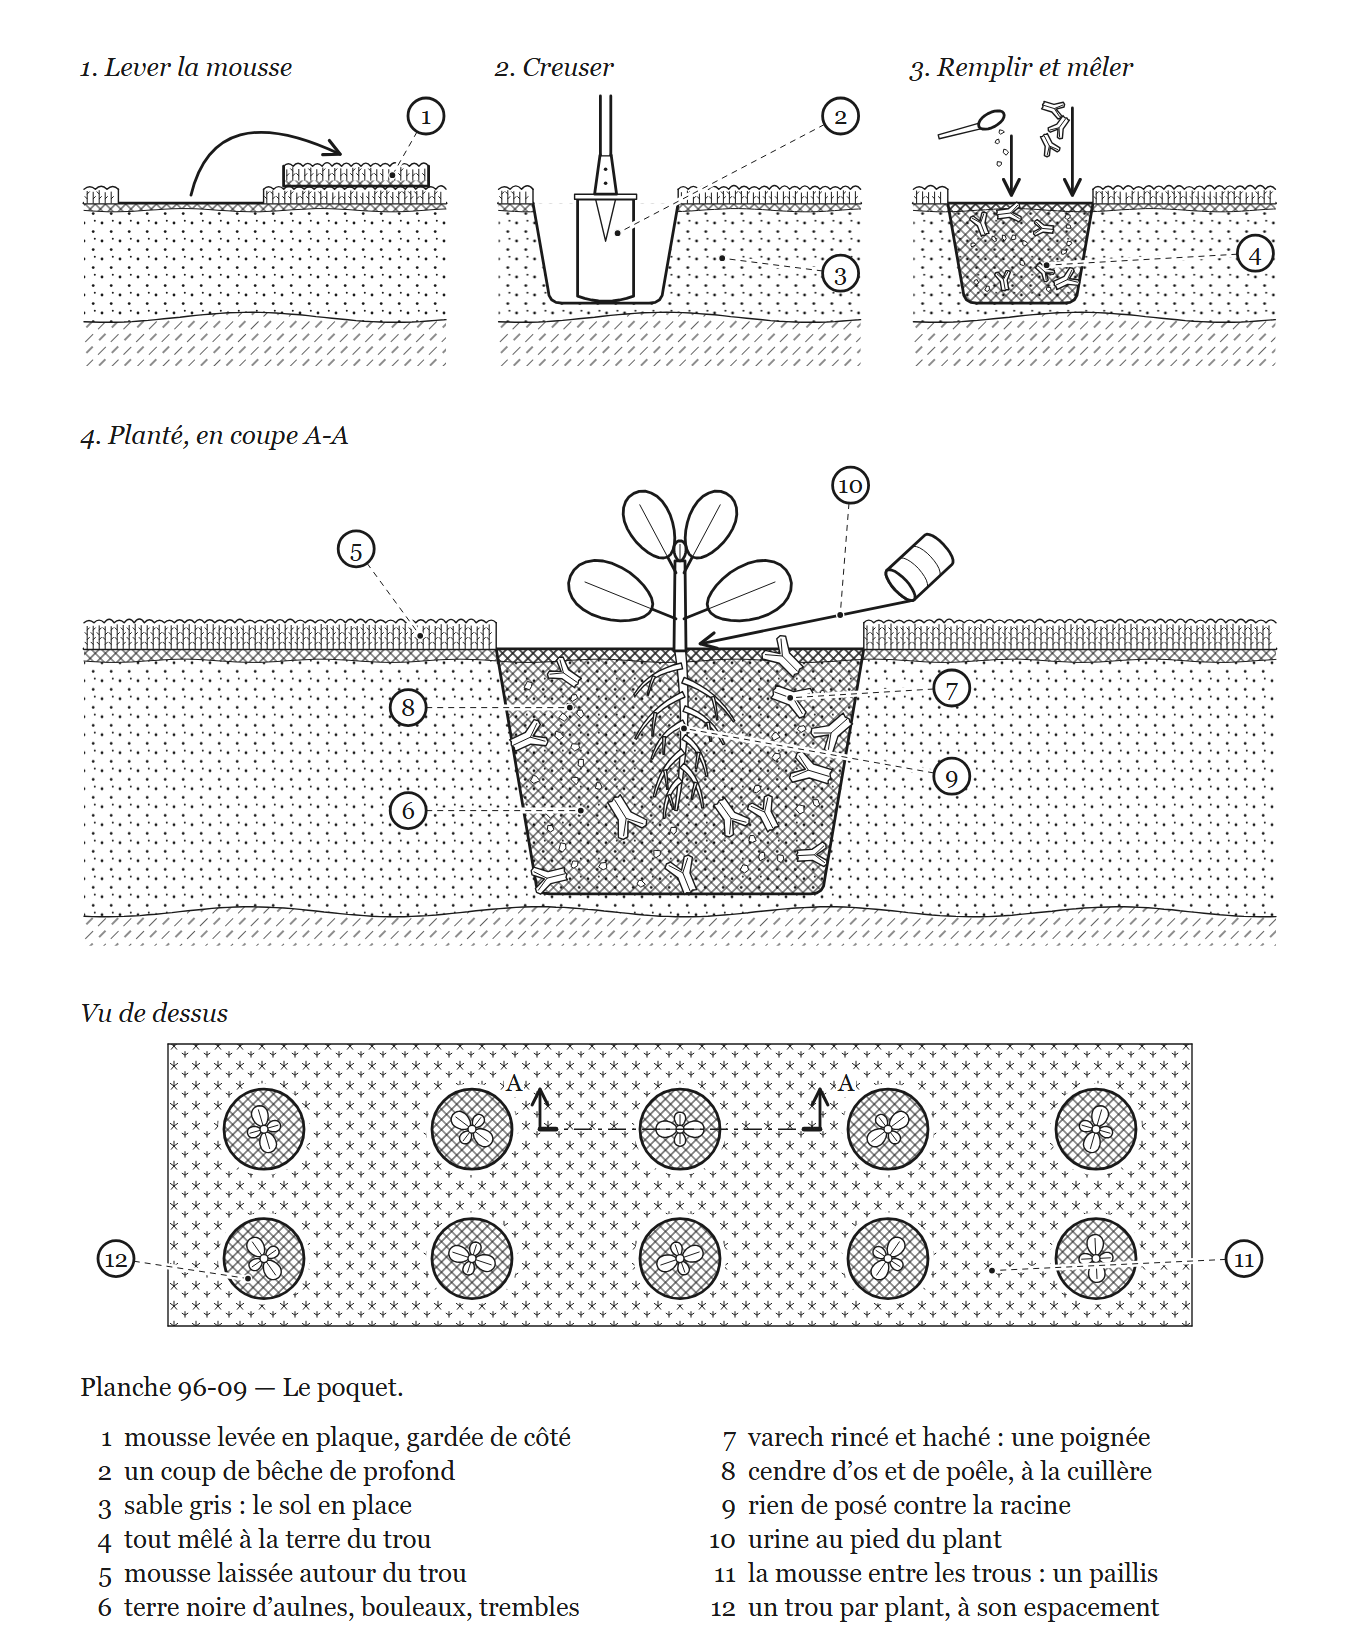 1. Lever la mousse
2. Creuser
3. Remplir et mêler
1
2
3
4
4. Planté, en coupe A-A
10
5
7
8
9
6
Vu de dessus
A
A
12
11
Planche 96-09 — Le poquet.
1 mousse levée en plaque, gardée de côté
2 un coup de bêche de profond
3 sable gris : le sol en place
4 tout mêlé à la terre du trou
5 mousse laissée autour du trou
6 terre noire d’aulnes, bouleaux, trembles
7 varech rincé et haché : une poignée
8 cendre d’os et de poêle, à la cuillère
9 rien de posé contre la racine
10 urine au pied du plant
11 la mousse entre les trous : un paillis
12 un trou par plant, à son espacement